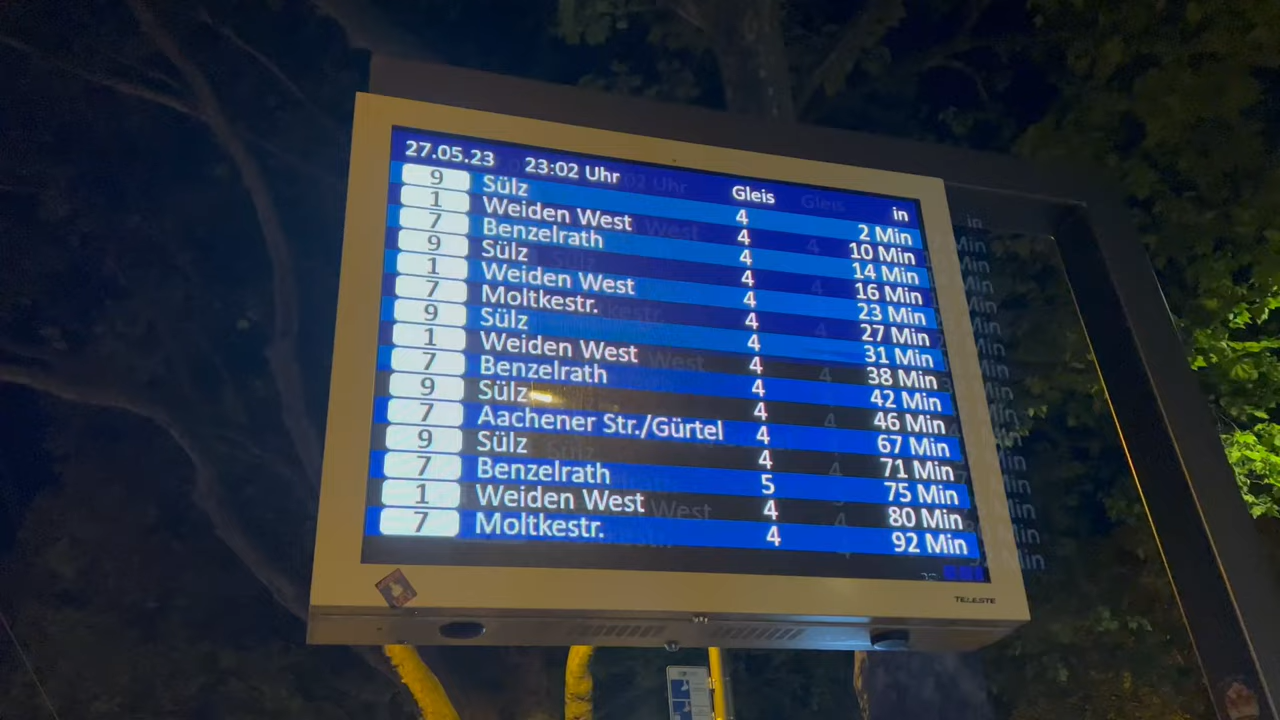 27.05.23 23:02 Uhr Gleis in
9 Sülz 4 2 Min
1 Weiden West 4 10 Min
7 Benzelrath 4 14 Min
9 Sülz 4 16 Min
1 Weiden West 4 23 Min
7 Moltkestr. 4 27 Min
9 Sülz 4 31 Min
1 Weiden West 4 38 Min
7 Benzelrath 4 42 Min
9 Sülz 4 46 Min
7 Aachener Str./Gürtel 4 67 Min
9 Sülz 4 71 Min
7 Benzelrath 5 75 Min
1 Weiden West 4 80 Min
7 Moltkestr. 4 92 Min
TELESTE